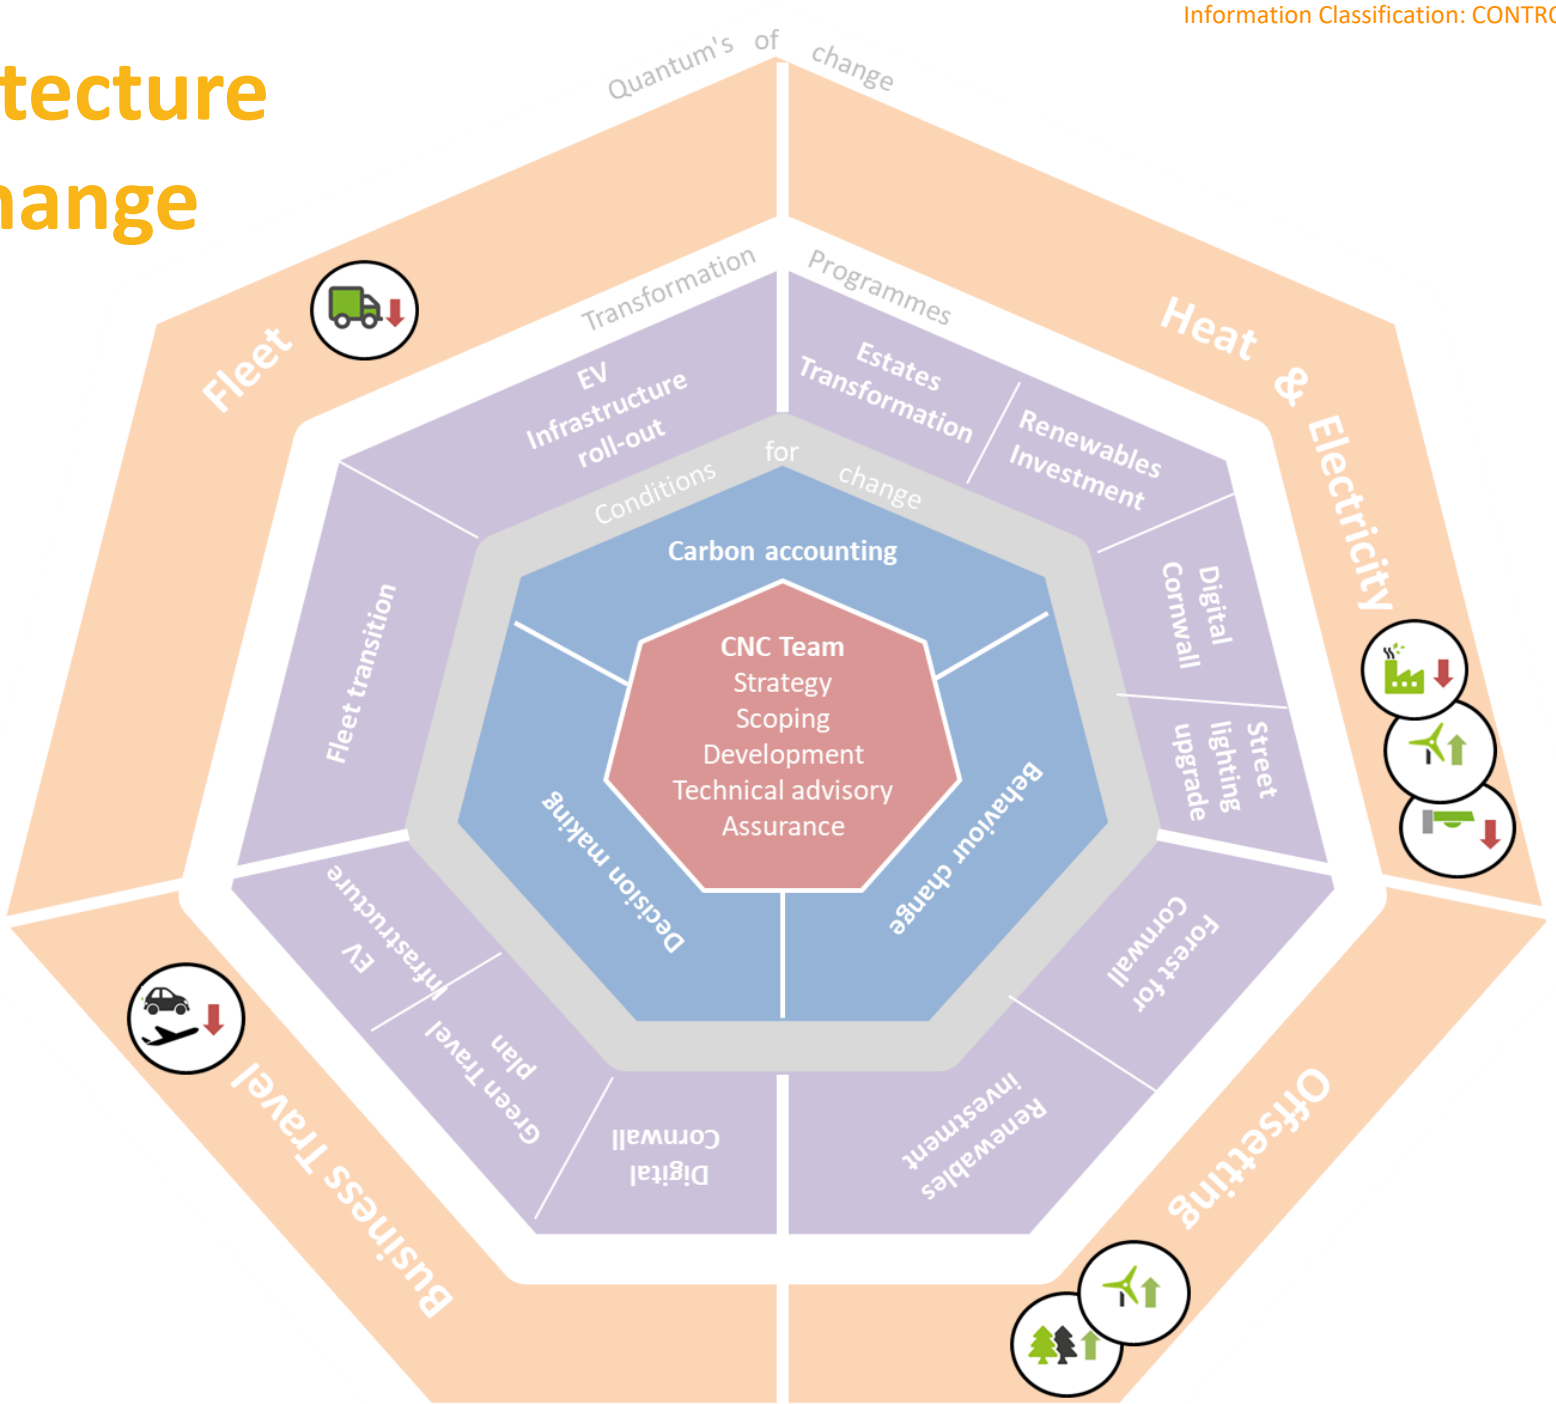 Information Classification: CONTRO
tecture
hange
Quantum's of change
Fleet
Heat & Electricity
Transformation Programmes
EV
Infrastructure
roll-out
Estates
Transformation
Renewables
Investment
Digital
Cornwall
Street
lighting
upgrade
Fleet transition
Conditions for change
Carbon accounting
CNC Team
Strategy
Scoping
Development
Technical advisory
Assurance
Decision making
Behaviour change
EV
Infrastructure
Green Travel
plan
Digital
Cornwall
Renewables
investment
Forest for
Cornwall
Business Travel
Offsetting